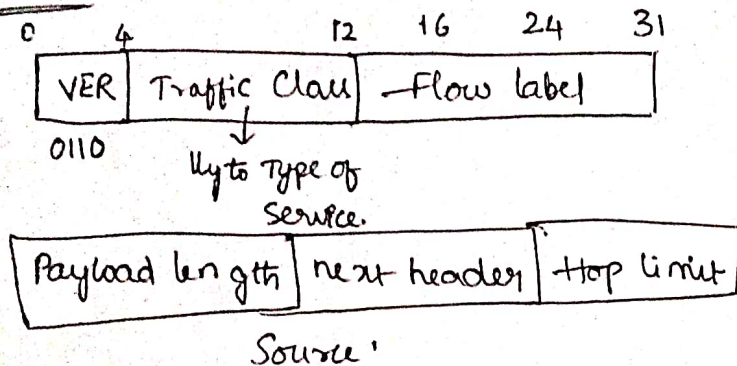 0 4 12 16 24 31
VER Traffic Class Flow label
0110
lly to Type of
Service.
Payload length next header Hop limit
Source